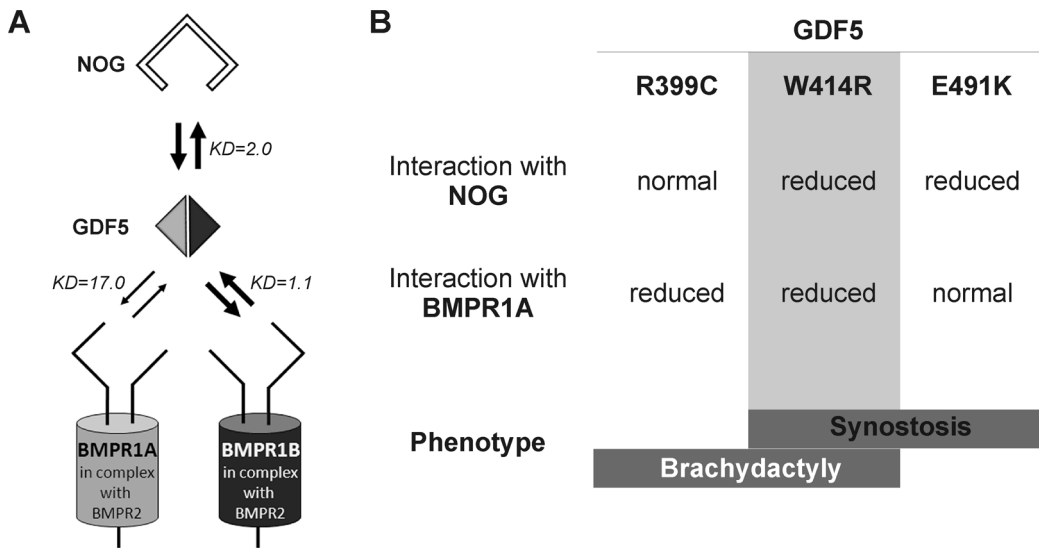 A
NOG
KD=2.0
GDF5
KD=17.0
KD=1.1
BMPR1A
in complex
with
BMPR2
BMPR1B
in complex
with
BMPR2
B
GDF5
R399C W414R E491K
Interaction with
NOG
normal reduced reduced
Interaction with
BMPR1A
reduced reduced normal
Phenotype
Synostosis
Brachydactyly